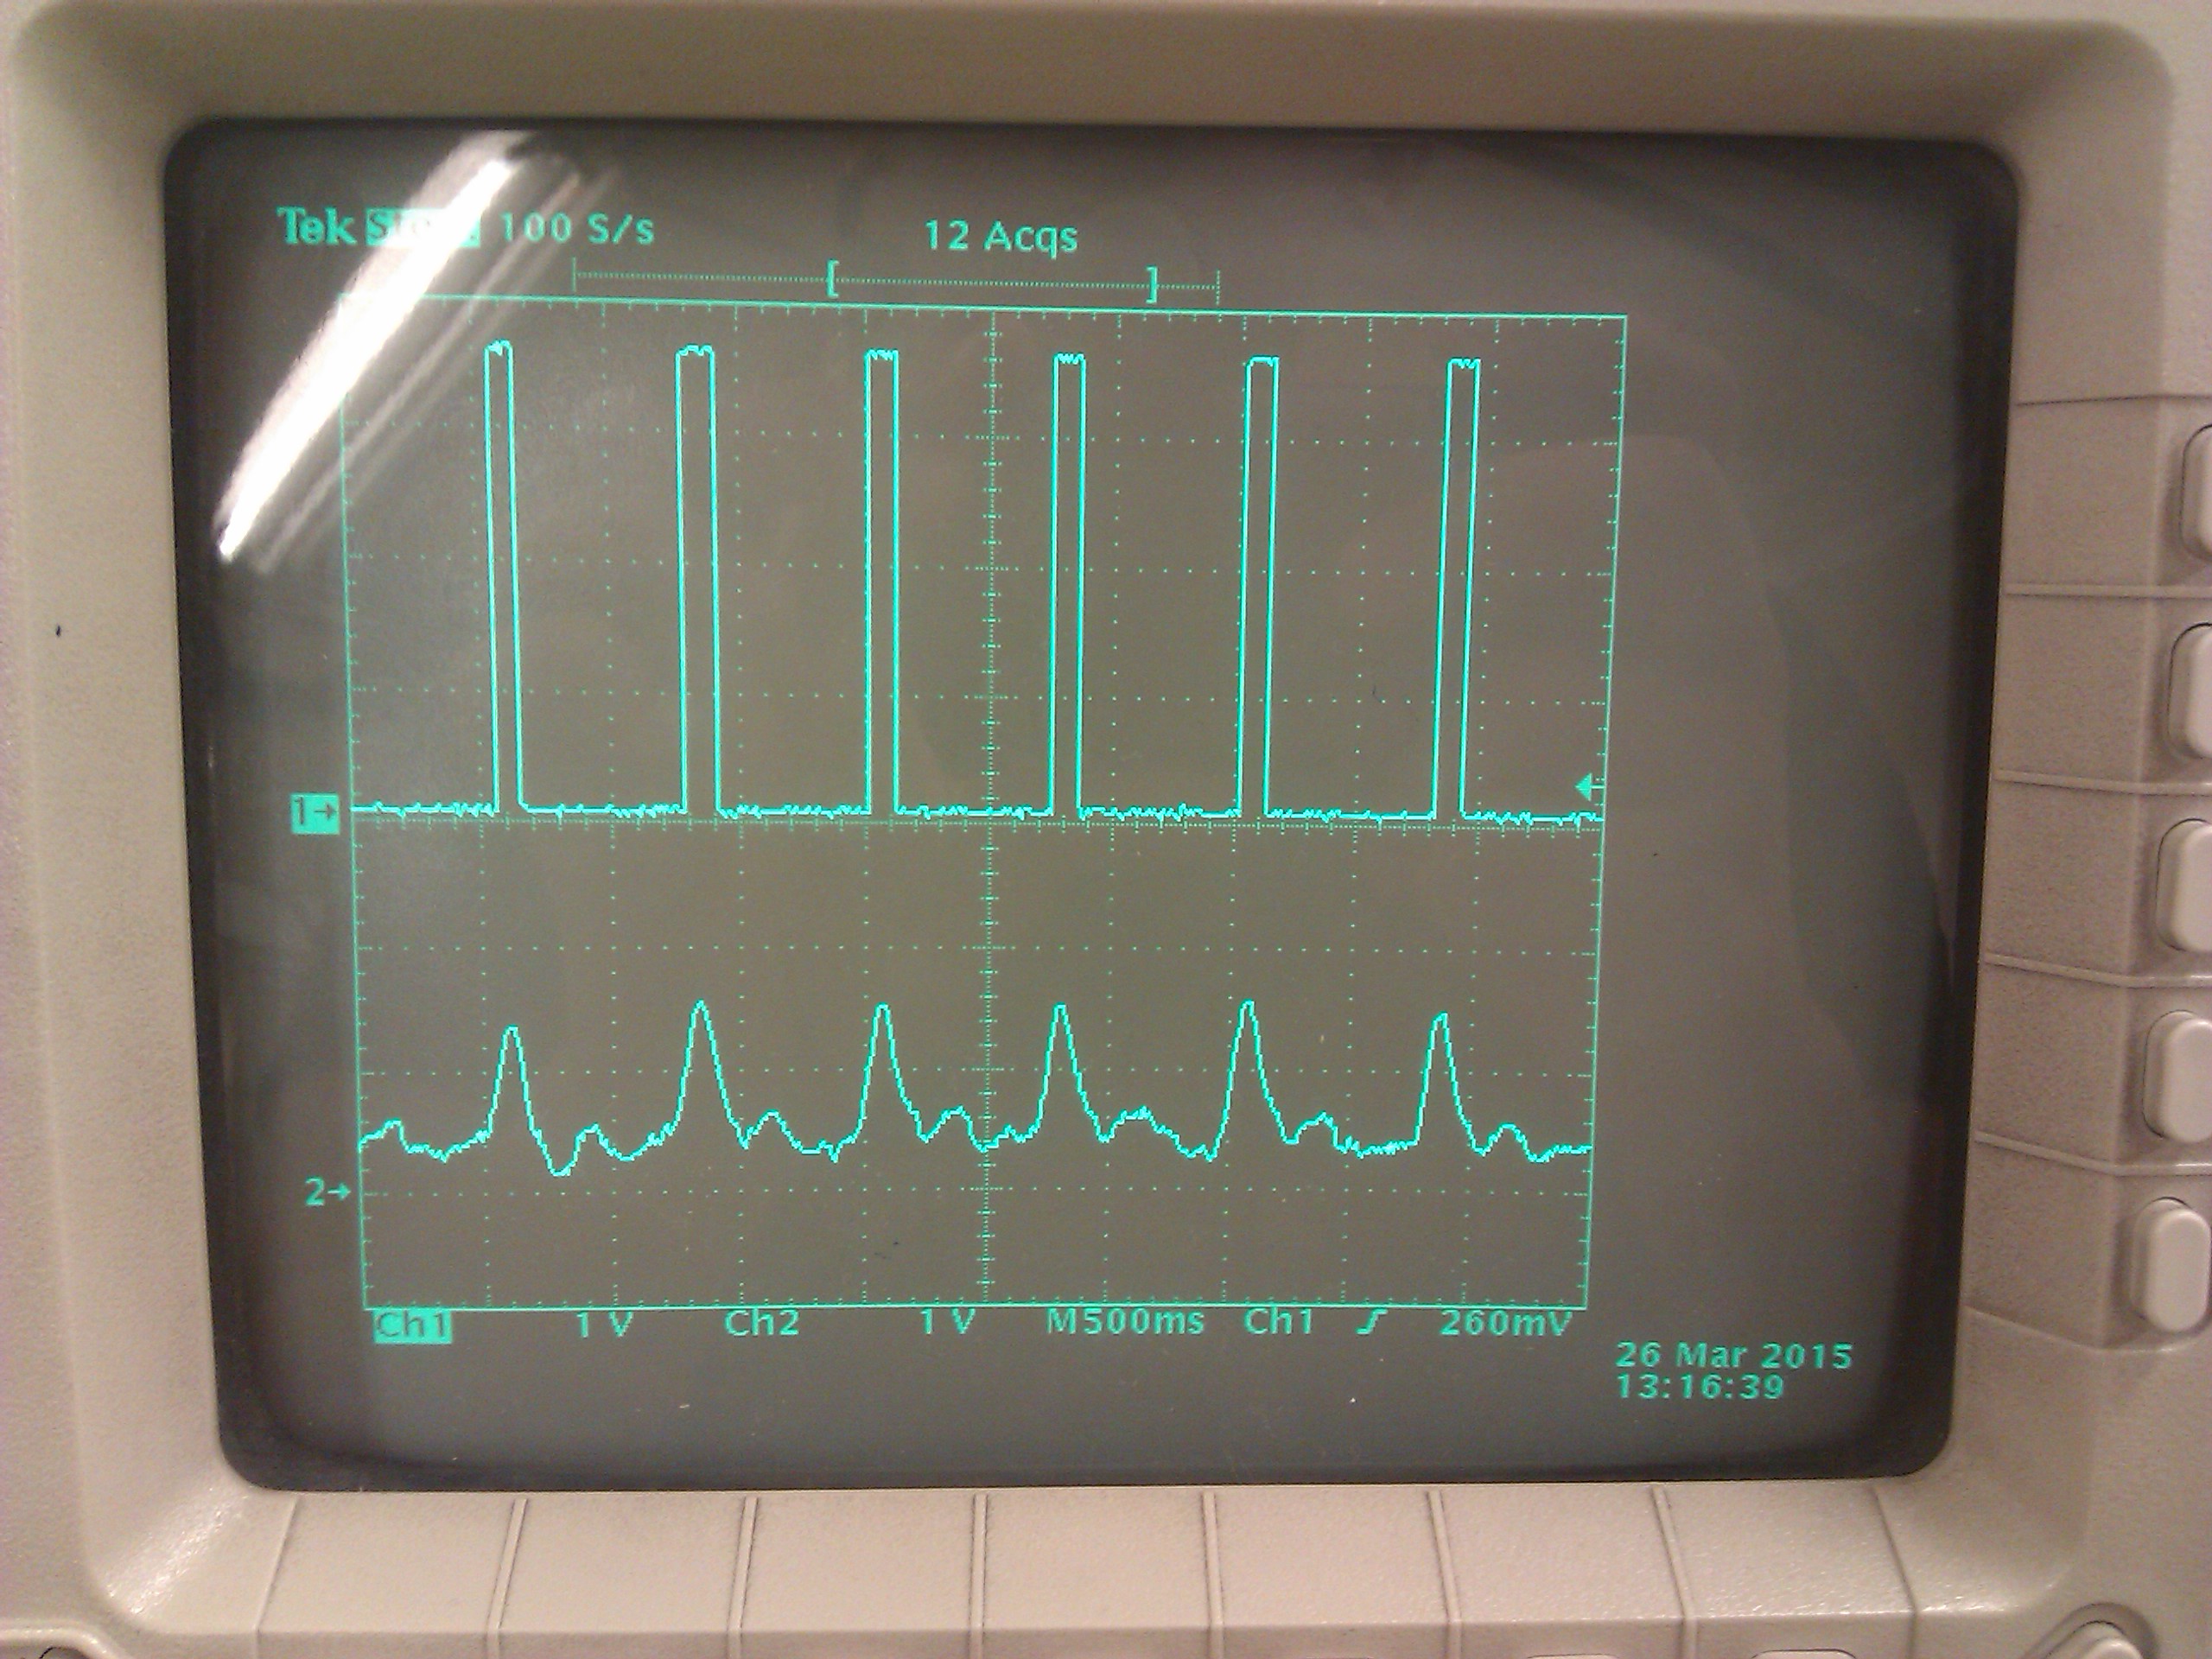 Tek 100 S/s 12 Acqs
1→
2→
Ch1 1 V Ch2 1 V M500ms Ch1 260mV
26 Mar 2015
13:16:39